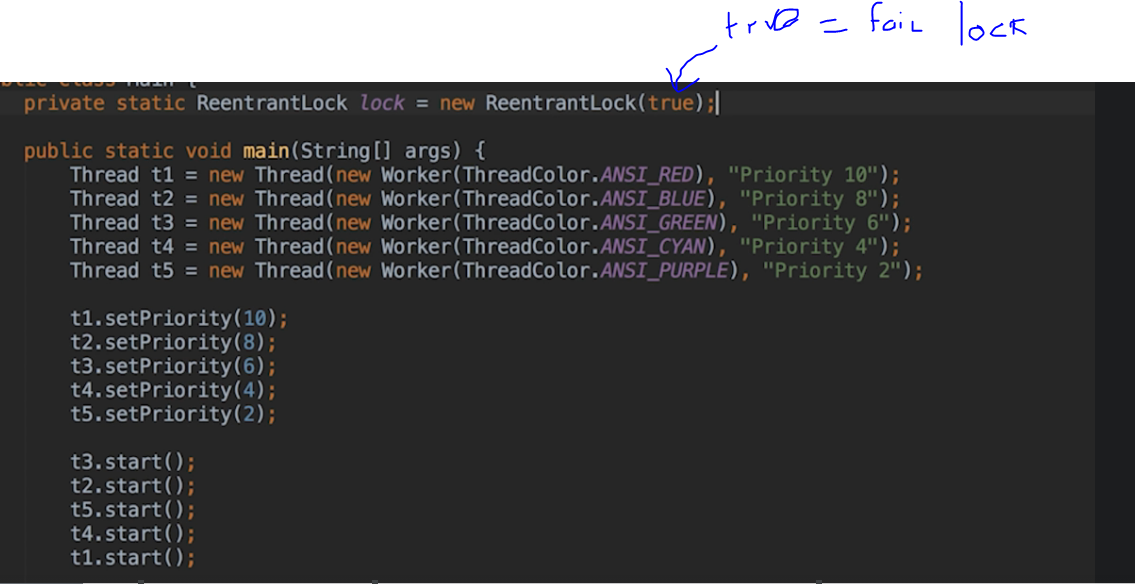 true = fair lock
private static ReentrantLock lock = new ReentrantLock(true);
public static void main(String[] args) {
Thread t1 = new Thread(new Worker(ThreadColor.ANSI_RED), "Priority 10");
Thread t2 = new Thread(new Worker(ThreadColor.ANSI_BLUE), "Priority 8");
Thread t3 = new Thread(new Worker(ThreadColor.ANSI_GREEN), "Priority 6");
Thread t4 = new Thread(new Worker(ThreadColor.ANSI_CYAN), "Priority 4");
Thread t5 = new Thread(new Worker(ThreadColor.ANSI_PURPLE), "Priority 2");
t1.setPriority(10);
t2.setPriority(8);
t3.setPriority(6);
t4.setPriority(4);
t5.setPriority(2);
t3.start();
t2.start();
t5.start();
t4.start();
t1.start();